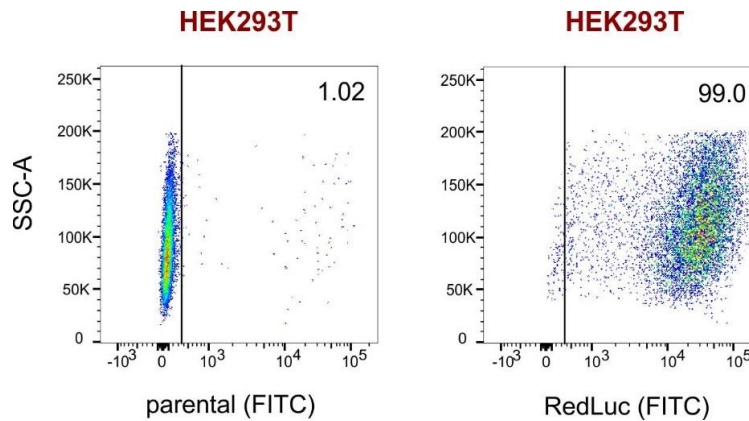 HEK293T
HEK293T
1.02
99.0
SSC-A
250K
200K
150K
100K
50K
0
250K
200K
150K
100K
50K
0
-10³ 0 10³ 10⁴ 10⁵
-10³ 0 10³ 10⁴ 10⁵
parental (FITC)
RedLuc (FITC)